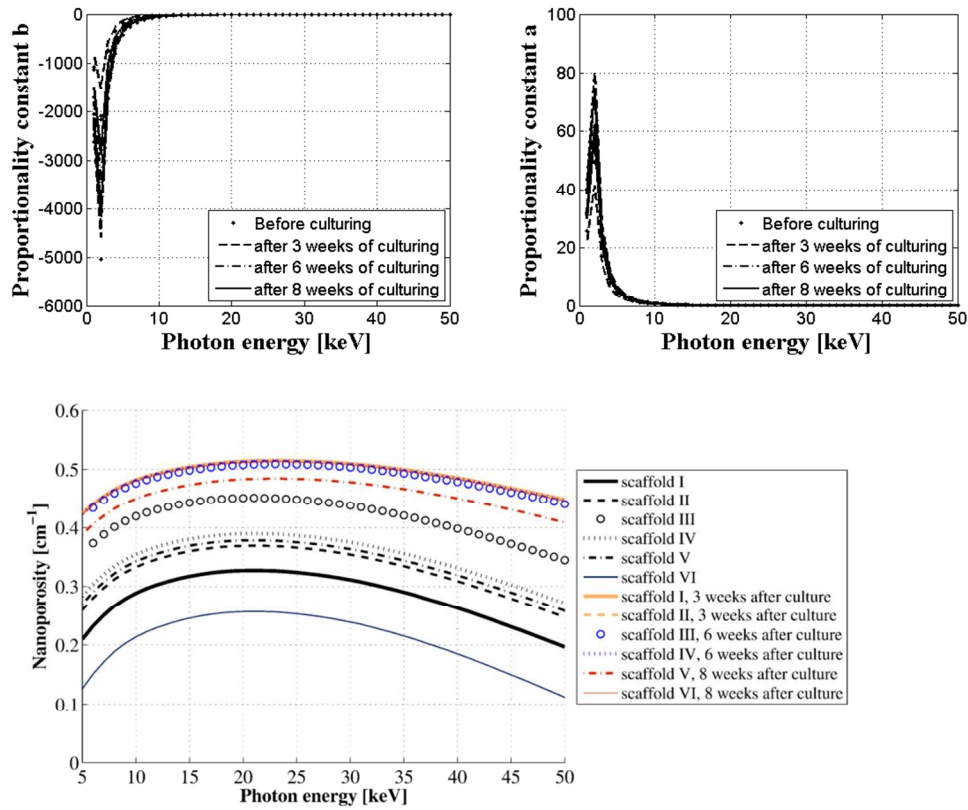 Proportionality constant b
0
-1000
-2000
-3000
-4000
-5000
-6000
Before culturing
after 3 weeks of culturing
after 6 weeks of culturing
after 8 weeks of culturing
0 10 20 30 40 50
Photon energy [keV]
Proportionality constant a
100
80
60
40
20
0
Before culturing
after 3 weeks of culturing
after 6 weeks of culturing
after 8 weeks of culturing
0 10 20 30 40 50
Photon energy [keV]
Nanoporosity [cm⁻¹]
0.6
0.5
0.4
0.3
0.2
0.1
0
5 10 15 20 25 30 35 40 45 50
Photon energy [keV]
scaffold I
scaffold II
scaffold III
scaffold IV
scaffold V
scaffold VI
scaffold I, 3 weeks after culture
scaffold II, 3 weeks after culture
scaffold III, 6 weeks after culture
scaffold IV, 6 weeks after culture
scaffold V, 8 weeks after culture
scaffold VI, 8 weeks after culture